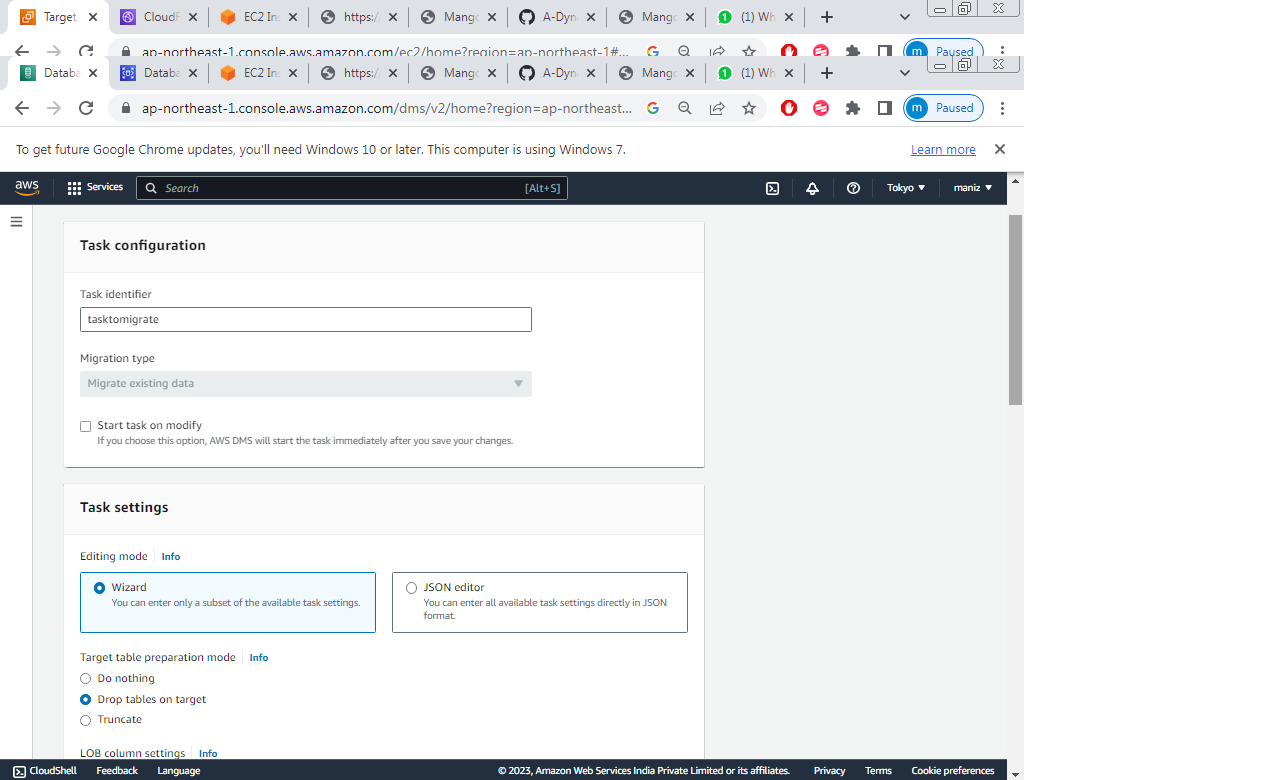 Target
CloudF
EC2 Ins
https:/
Mango
A-Dyna
Mango
(1) Wh
ap-northeast-1.console.aws.amazon.com/ec2/home?region=ap-northeast-1#...
Paused
Databa
Databa
EC2 Ins
https:/
Mango
A-Dyna
Mango
(1) Wh
ap-northeast-1.console.aws.amazon.com/dms/v2/home?region=ap-northeast...
m Paused
To get future Google Chrome updates, you'll need Windows 10 or later. This computer is using Windows 7.
Learn more
aws
Services
Search
[Alt+S]
Tokyo
maniz
Task configuration
Task identifier
tasktomigrate
Migration type
Migrate existing data
Start task on modify
If you choose this option, AWS DMS will start the task immediately after you save your changes.
Task settings
Editing mode
Info
Wizard
You can enter only a subset of the available task settings.
JSON editor
You can enter all available task settings directly in JSON
format.
Target table preparation mode
Info
Do nothing
Drop tables on target
Truncate
LOB column settings
Info
CloudShell
Feedback
Language
© 2023, Amazon Web Services India Private Limited or its affiliates.
Privacy
Terms
Cookie preferences